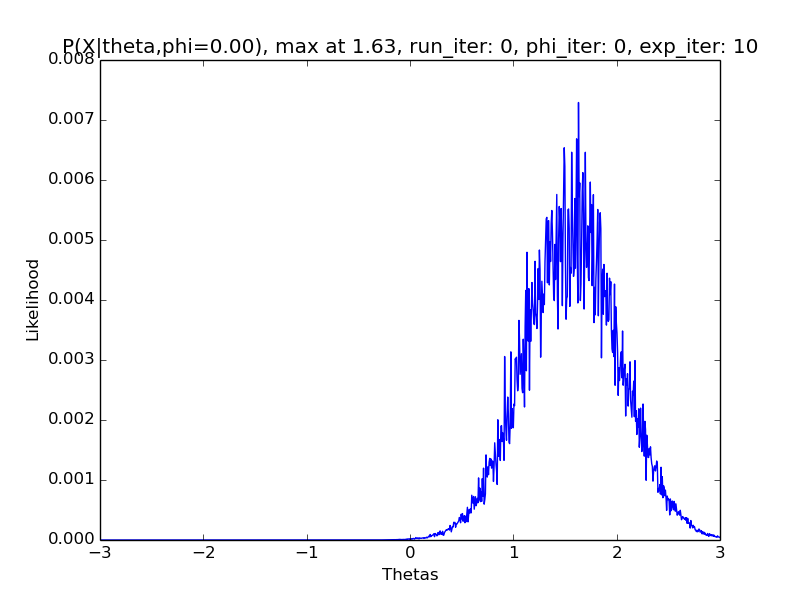 P(X|theta,phi=0.00), max at 1.63, run_iter: 0, phi_iter: 0, exp_iter: 10
0.008
0.007
0.006
0.005
0.004
0.003
0.002
0.001
0.000
Likelihood
−3 −2 −1 0 1 2 3
Thetas